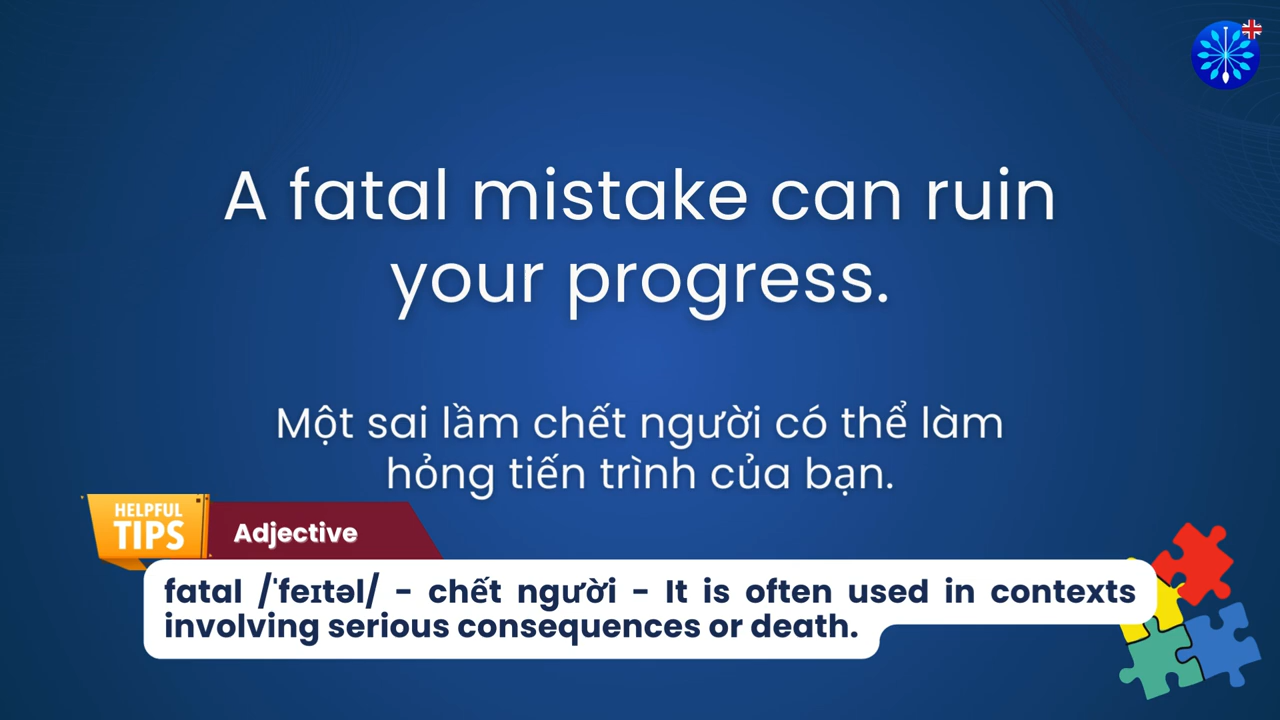 A fatal mistake can ruin
your progress.
Một sai lầm chết người có thể làm
hỏng tiến trình của bạn.
HELPFUL
TIPS
Adjective
fatal /ˈfeɪtəl/ - chết người - It is often used in contexts
involving serious consequences or death.